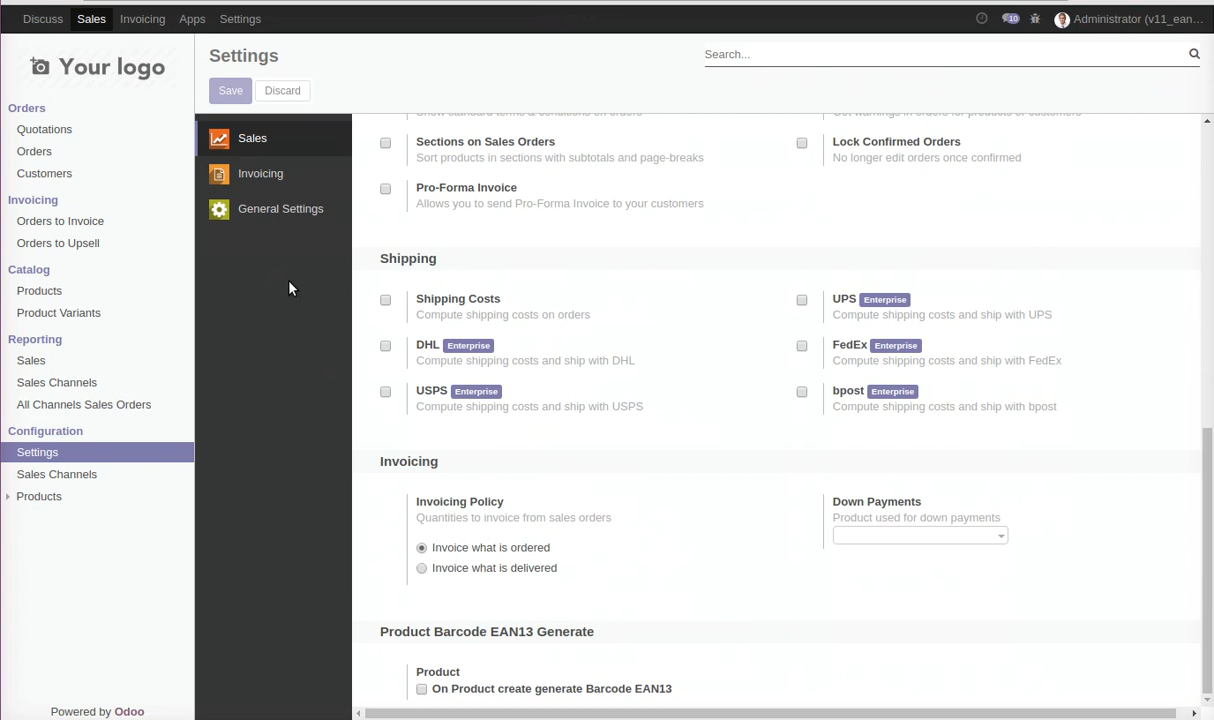 Discuss Sales Invoicing Apps Settings 10 Administrator (v11_ean...
Your logo
Settings
Search...
Save Discard
Orders
Quotations
Orders
Customers
Invoicing
Orders to Invoice
Orders to Upsell
Catalog
Products
Product Variants
Reporting
Sales
Sales Channels
All Channels Sales Orders
Configuration
Settings
Sales Channels
Products
Powered by Odoo
Sales
Invoicing
General Settings
Show standard terms & conditions on orders
Get warnings in orders for products or customers
Sections on Sales Orders
Sort products in sections with subtotals and page-breaks
Lock Confirmed Orders
No longer edit orders once confirmed
Pro-Forma Invoice
Allows you to send Pro-Forma Invoice to your customers
Shipping
Shipping Costs
Compute shipping costs on orders
UPS Enterprise
Compute shipping costs and ship with UPS
DHL Enterprise
Compute shipping costs and ship with DHL
FedEx Enterprise
Compute shipping costs and ship with FedEx
USPS Enterprise
Compute shipping costs and ship with USPS
bpost Enterprise
Compute shipping costs and ship with bpost
Invoicing
Invoicing Policy
Quantities to invoice from sales orders
Invoice what is ordered
Invoice what is delivered
Down Payments
Product used for down payments
Product Barcode EAN13 Generate
Product
On Product create generate Barcode EAN13